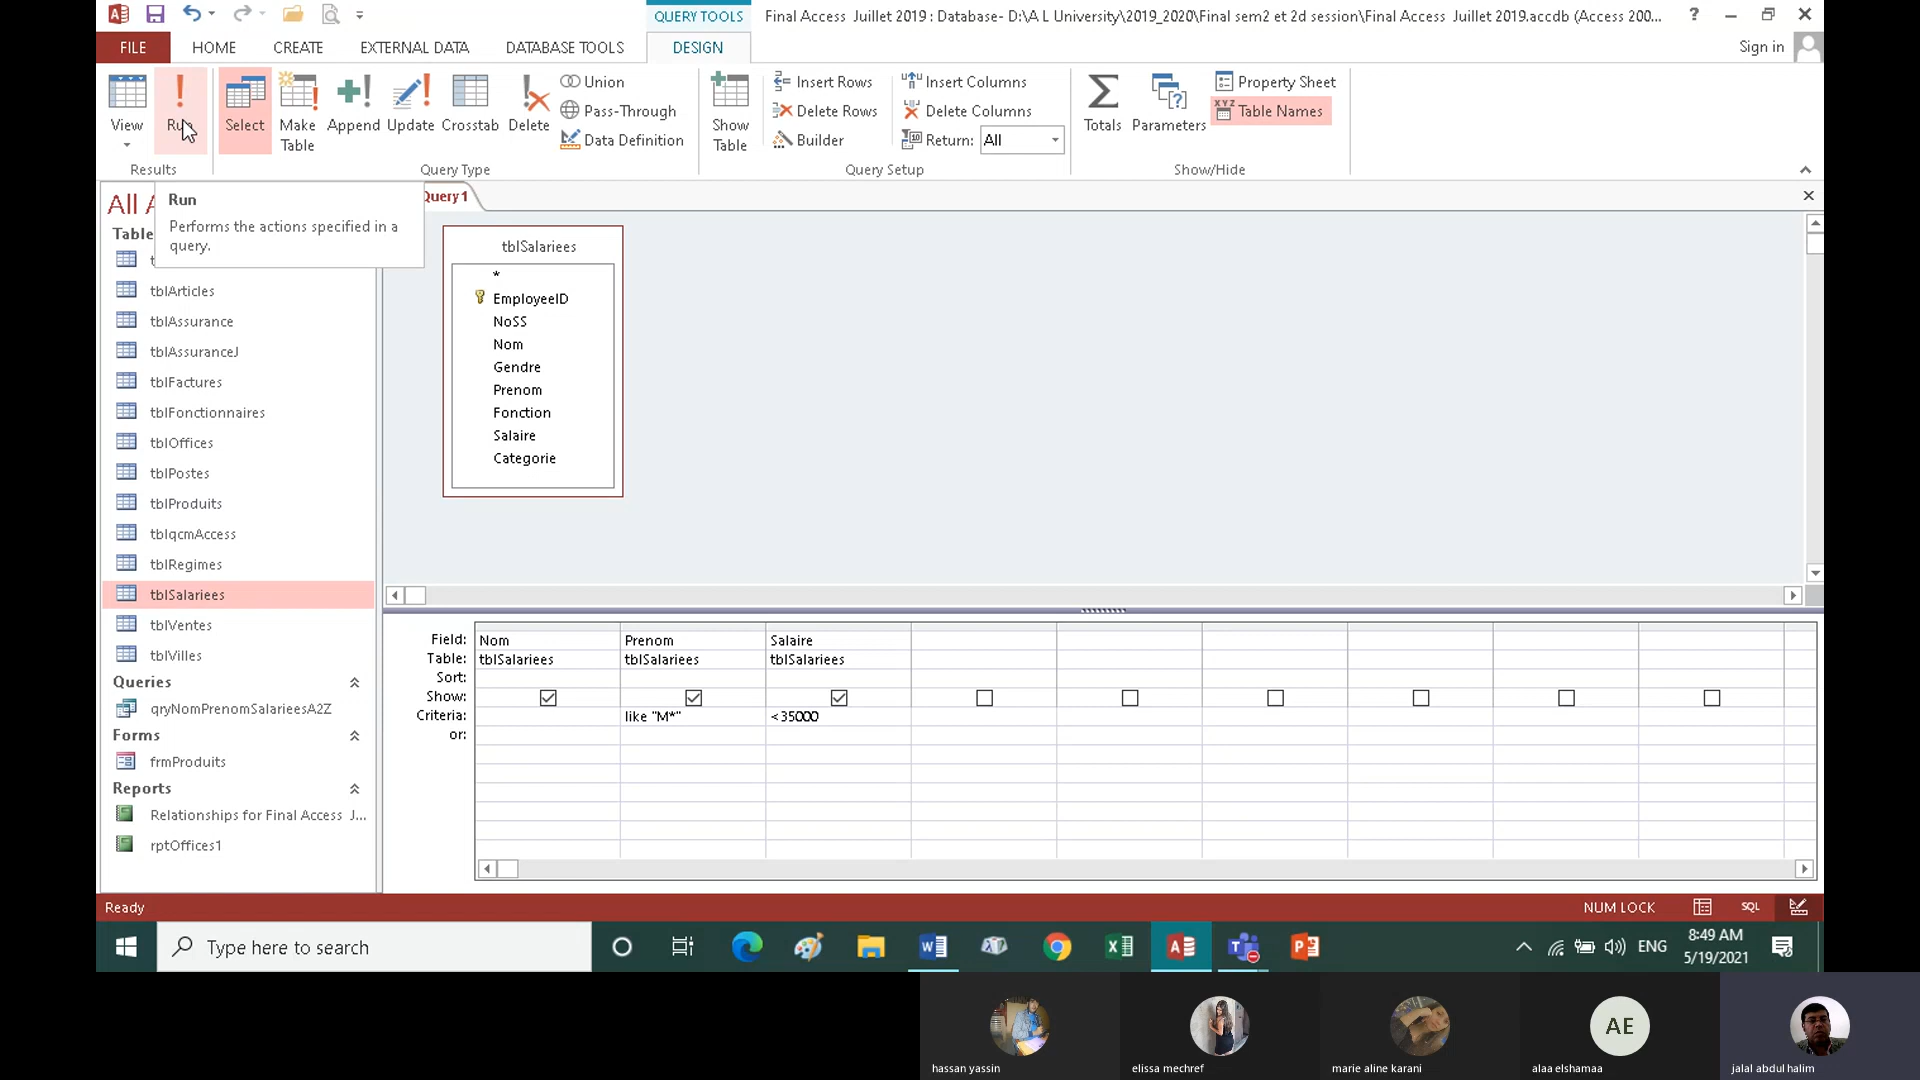 QUERY TOOLS
Final Access Juillet 2019 : Database- D:\A L University\2019_2020\Final sem2 et 2d session\Final Access Juillet 2019.accdb (Access 200...
?
FILE
HOME
CREATE
EXTERNAL DATA
DATABASE TOOLS
DESIGN
Sign in
View
Run
Select
Make Table
Append
Update
Crosstab
Delete
Union
Pass-Through
Data Definition
Show Table
Insert Rows
Delete Rows
Builder
Insert Columns
Delete Columns
Return: All
Totals
Parameters
Property Sheet
Table Names
Results
Query Type
Query Setup
Show/Hide
All A
Table
Run
Performs the actions specified in a
query.
Query1
tblArticles
tblAssurance
tblAssuranceJ
tblFactures
tblFonctionnaires
tblOffices
tblPostes
tblProduits
tblqcmAccess
tblRegimes
tblSalariees
tblVentes
tblVilles
Queries
qryNomPrenomSalarieesA2Z
Forms
frmProduits
Reports
Relationships for Final Access J...
rptOffices1
tblSalariees
*
EmployeeID
NoSS
Nom
Gendre
Prenom
Fonction
Salaire
Categorie
Field: Nom Prenom Salaire
Table: tblSalariees tblSalariees tblSalariees
Sort:
Show:
Criteria: like "M*" <35000
or:
Ready
NUM LOCK
SQL
Type here to search
ENG
8:49 AM
5/19/2021
AE
hassan yassin
elissa mechref
marie aline karani
alaa elshamaa
jalal abdul halim